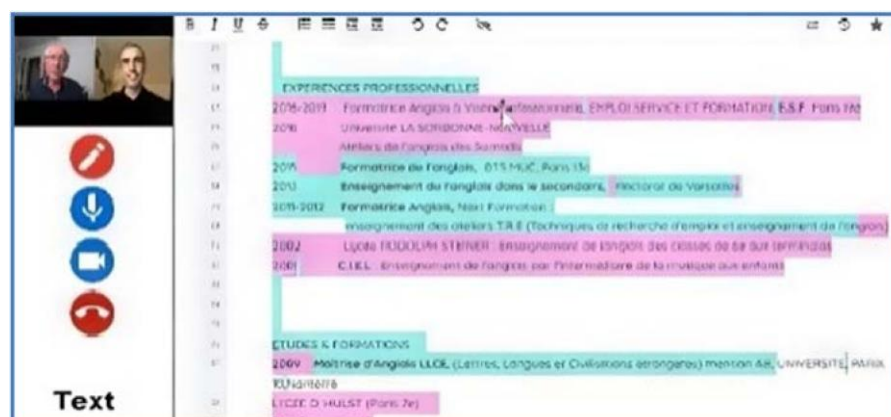 B I U S
EXPERIENCES PROFESSIONNELLES
2016-2019 Formatrice Anglais à Visée Professionnelle, EMPLOI SERVICE ET FORMATION, E.S.F Paris
2016 Université LA SORBONNE-NOUVELLE
Ateliers de l'anglais des Samedis
2015 Formatrice de l'anglais, BTS MUC, Paris 13e
2013 Enseignement de l'anglais dans le secondaire, Rectorat de Versailles
2011-2012 Formatrice Anglais, Next Formation :
enseignement des ateliers T.R.E (Techniques de recherche d'emploi et enseignement de l'anglais)
2002 Lycée RUDOLPH STEINER : Enseignement de l'anglais des classes de 6e aux terminales
2001 C.I.E.L : Enseignement de l'anglais par l'intermédiaire de la musique aux enfants
ETUDES & FORMATIONS
2009 Maîtrise d'Anglais LLCE, (Lettres, Langues et Civilisations étrangères) mention AB, UNIVERSITE, PARIS
10,Nanterre
LYCEE D HULST (Paris 7e)
Text